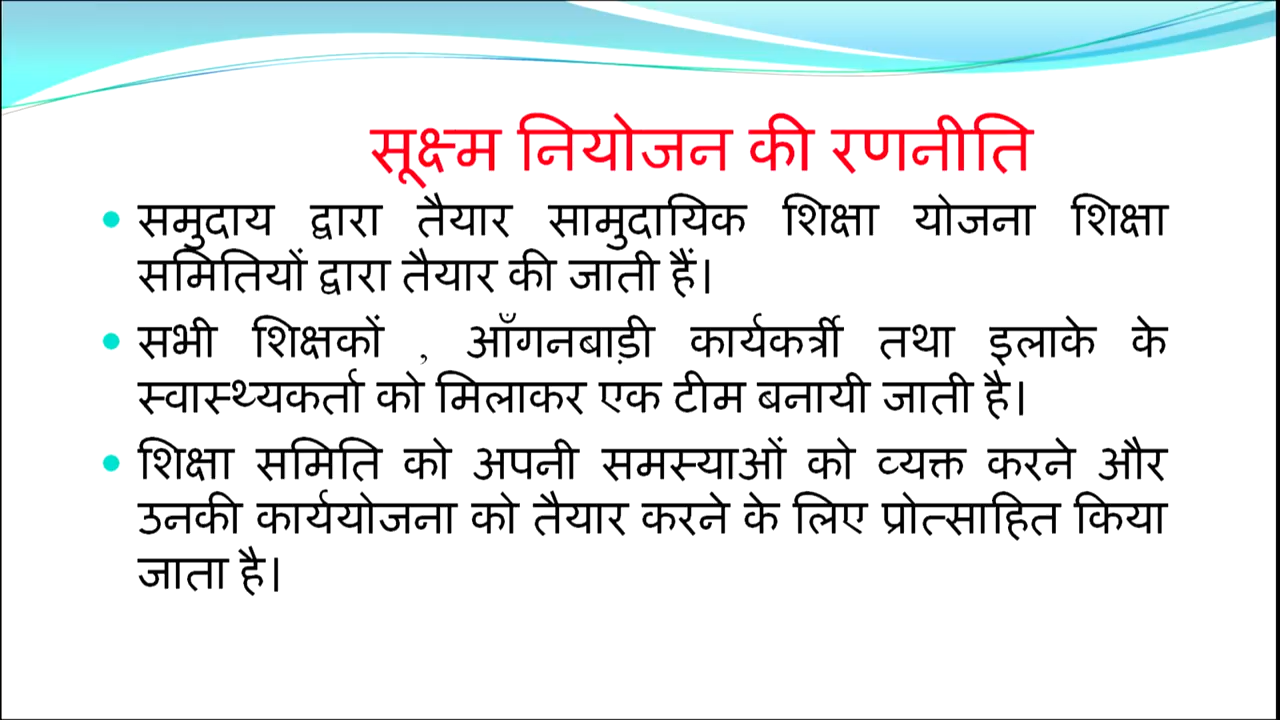 सूक्ष्म नियोजन की रणनीति
समुदाय द्वारा तैयार सामुदायिक शिक्षा योजना शिक्षा
समितियों द्वारा तैयार की जाती हैं।
सभी शिक्षकों , आँगनबाड़ी कार्यकर्त्री तथा इलाके के
स्वास्थ्यकर्ता को मिलाकर एक टीम बनायी जाती है।
शिक्षा समिति को अपनी समस्याओं को व्यक्त करने और
उनकी कार्ययोजना को तैयार करने के लिए प्रोत्साहित किया
जाता है।